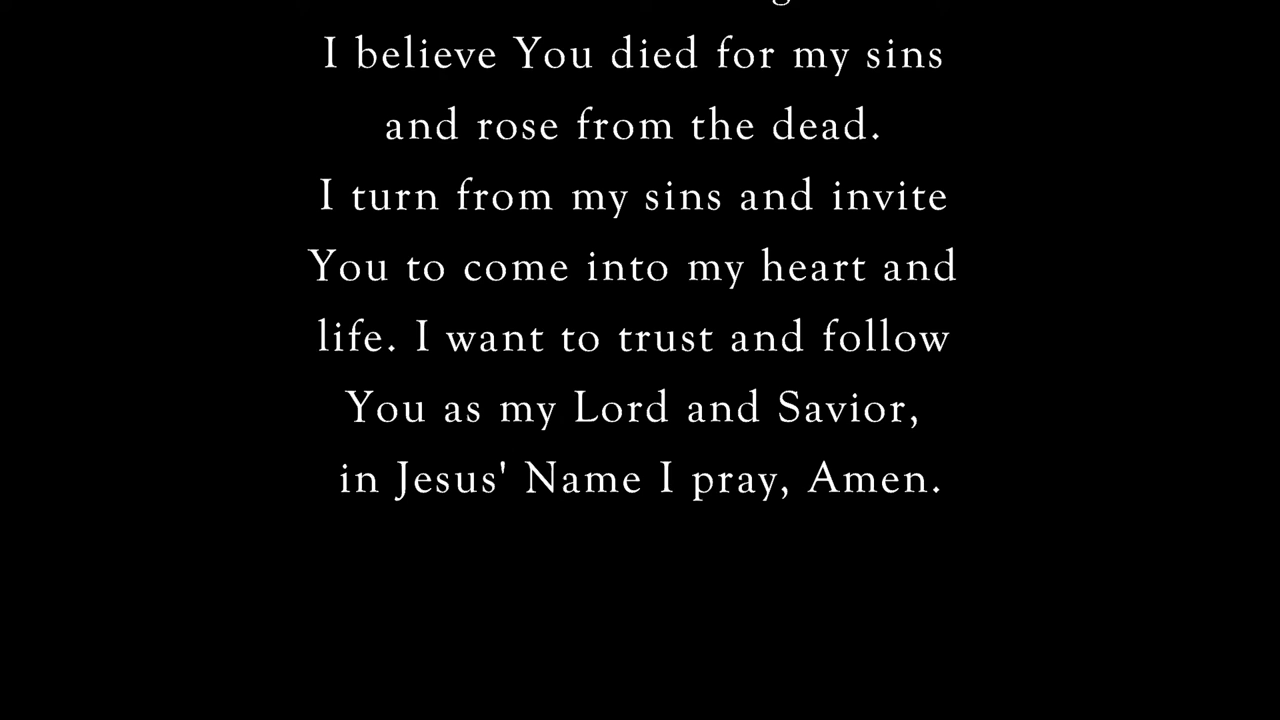 I believe You died for my sins
and rose from the dead.
I turn from my sins and invite
You to come into my heart and
life. I want to trust and follow
You as my Lord and Savior,
in Jesus' Name I pray, Amen.